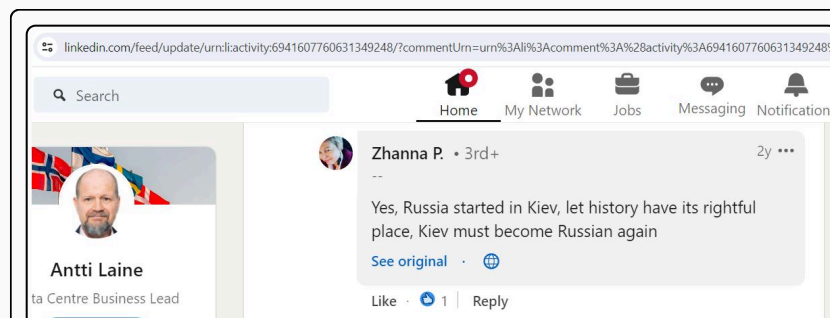 linkedin.com/feed/update/urn:li:activity:6941607760631349248/?commentUrn=urn%3Ali%3Acomment%3A%28activity%3A6941607760631349248%
Search
Home
My Network
Jobs
Messaging
Notification
Zhanna P. • 3rd+
2y •••
--
Yes, Russia started in Kiev, let history have its rightful
place, Kiev must become Russian again
See original ·
Like · 1 | Reply
Antti Laine
ta Centre Business Lead